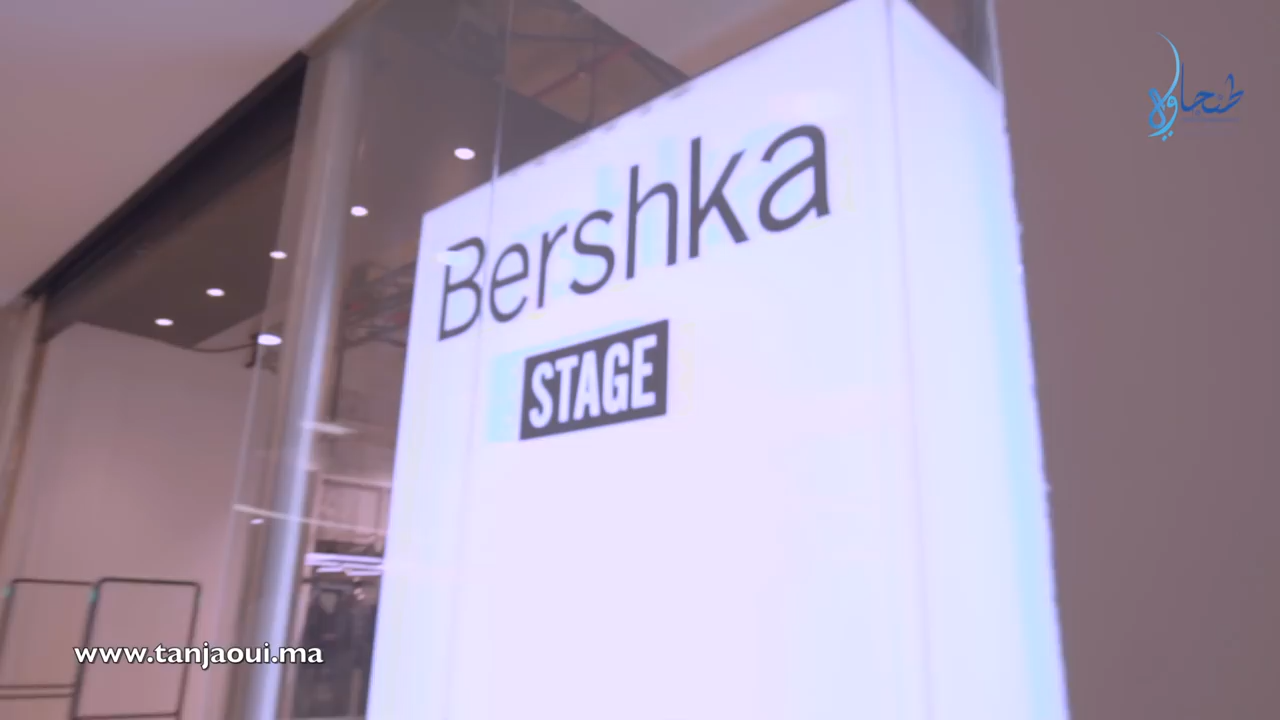 طنجاوي
Bershka
STAGE
www.tanjaoui.ma